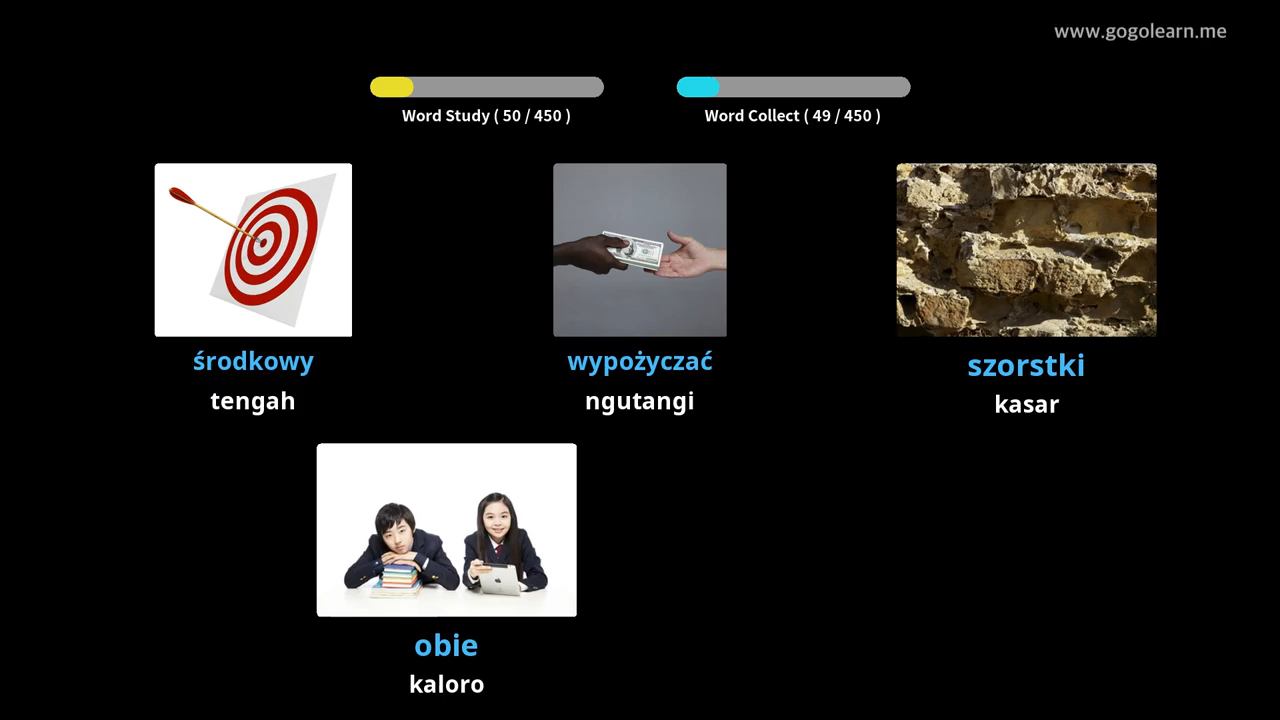 www.gogolearn.me
Word Study ( 50 / 450 )
Word Collect ( 49 / 450 )
środkowy
tengah
wypożyczać
ngutangi
szorstki
kasar
obie
kaloro